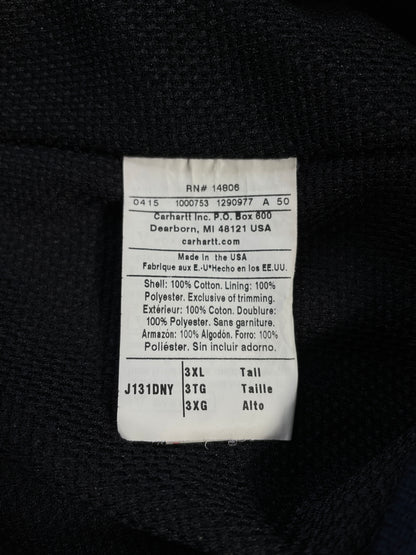 RN# 14806
0415 1000753 1290977 A 50
Carhartt Inc. P.O. Box 600
Dearborn, MI 48121 USA
carhartt.com
Made in the USA
Fabrique aux E.-U*Hecho en los EE.UU.
Shell: 100% Cotton. Lining: 100%
Polyester. Exclusive of trimming.
Extérieur: 100% Coton. Doublure:
100% Polyester. Sans garniture.
Armazón: 100% Algodón. Forro: 100%
Poliéster. Sin incluir adorno.
3XL Tall
J131DNY 3TG Taille
3XG Alto